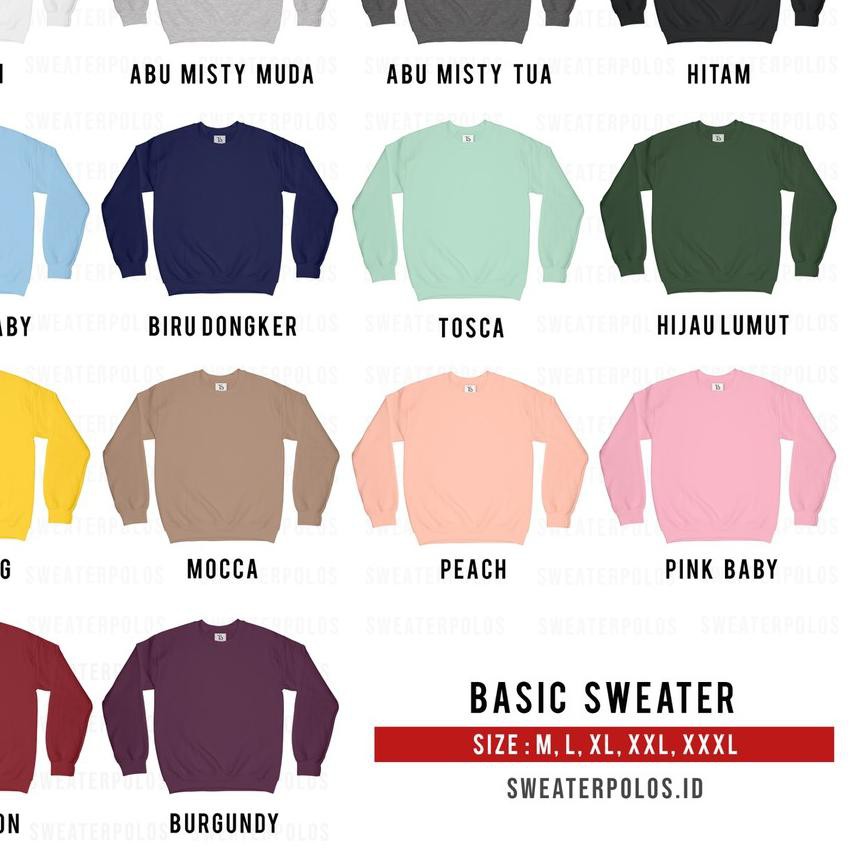 ABU MISTY MUDA
ABU MISTY TUA
HITAM
ABY
BIRU DONGKER
TOSCA
HIJAU LUMUT
G
MOCCA
PEACH
PINK BABY
ON
BURGUNDY
BASIC SWEATER
SIZE : M, L, XL, XXL, XXXL
SWEATERPOLOS.ID